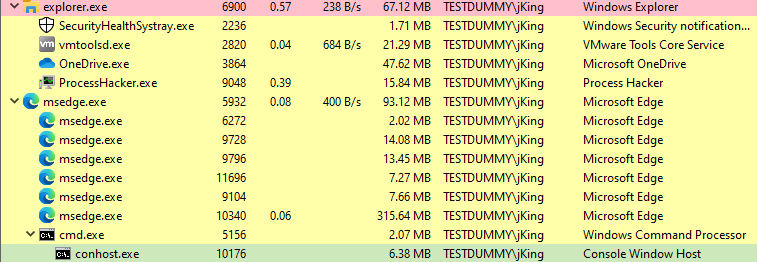 explorer.exe 6900 0.57 238 B/s 67.12 MB TESTDUMMY\jKing Windows Explorer
SecurityHealthSystray.exe 2236 1.71 MB TESTDUMMY\jKing Windows Security notification...
vm vmtoolsd.exe 2820 0.04 684 B/s 21.29 MB TESTDUMMY\jKing VMware Tools Core Service
OneDrive.exe 3864 47.62 MB TESTDUMMY\jKing Microsoft OneDrive
ProcessHacker.exe 9048 0.39 15.84 MB TESTDUMMY\jKing Process Hacker
msedge.exe 5932 0.08 400 B/s 93.12 MB TESTDUMMY\jKing Microsoft Edge
msedge.exe 6272 2.02 MB TESTDUMMY\jKing Microsoft Edge
msedge.exe 9728 14.08 MB TESTDUMMY\jKing Microsoft Edge
msedge.exe 9796 13.45 MB TESTDUMMY\jKing Microsoft Edge
msedge.exe 11696 7.27 MB TESTDUMMY\jKing Microsoft Edge
msedge.exe 9104 7.66 MB TESTDUMMY\jKing Microsoft Edge
msedge.exe 10340 0.06 315.64 MB TESTDUMMY\jKing Microsoft Edge
C:\. cmd.exe 5156 2.07 MB TESTDUMMY\jKing Windows Command Processor
C:\. conhost.exe 10176 6.38 MB TESTDUMMY\jKing Console Window Host